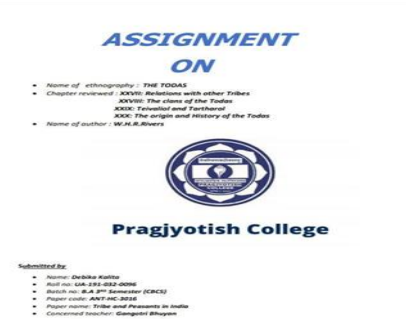 ASSIGNMENT
ON
• Name of ethnography : THE TODAS
• Chapter reviewed : XXVII: Relations with other Tribes
XXVIII: The clans of the Todas
XXIX: Teivaliol and Tartharol
XXX: The origin and History of the Todas
• Name of author : W.H.R.Rivers
Pragjyotish College
Submitted by
• Name: Debika Kalita
• Roll no: UA-191-032-0096
• Batch no: B.A 3rd Semester (CBCS)
• Paper code: ANT-HC-3016
• Paper name: Tribe and Peasants in India
• Concerned teacher: Gangotri Bhuyan